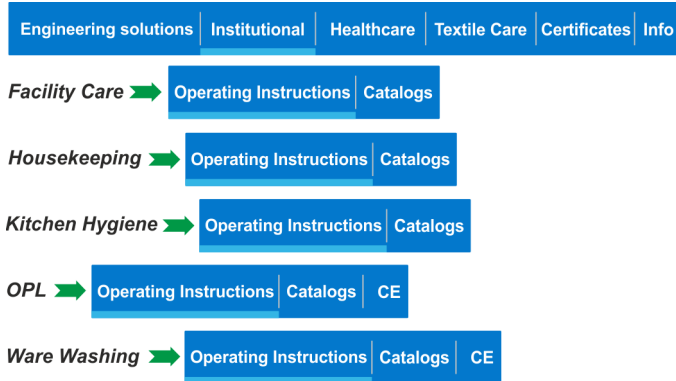 Engineering solutions Institutional Healthcare Textile Care Certificates Info
Facility Care Operating Instructions Catalogs
Housekeeping Operating Instructions Catalogs
Kitchen Hygiene Operating Instructions Catalogs
OPL Operating Instructions Catalogs CE
Ware Washing Operating Instructions Catalogs CE